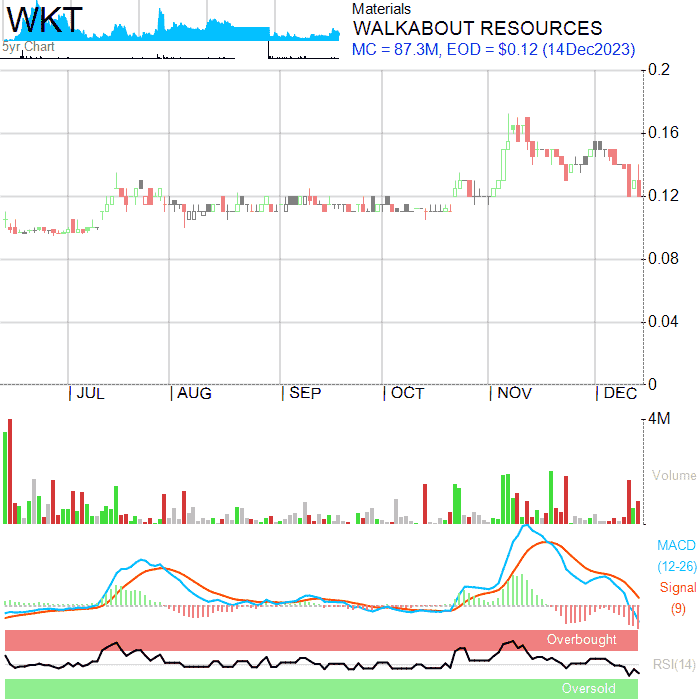 WKT
5yr Chart
Materials
WALKABOUT RESOURCES
MC = 87.3M, EOD = $0.12 (14Dec2023)
0.2
0.16
0.12
0.08
0.04
0
JUL AUG SEP OCT NOV DEC
4M
Volume
MACD
(12-26)
Signal
(9)
Overbought
RSI(14)
Oversold